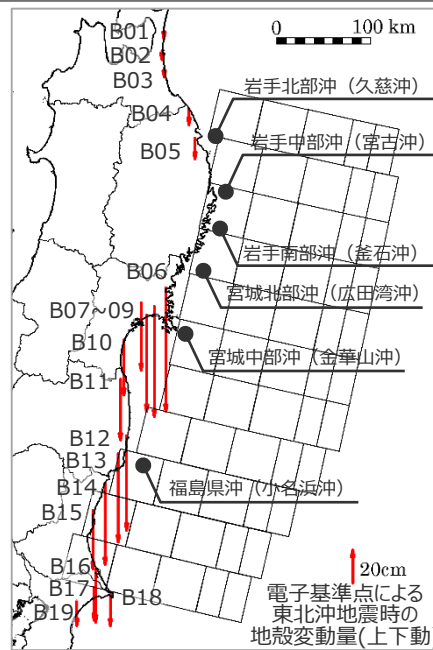 B01
100 km
B02
B03
岩手北部沖（久慈沖）
B04
岩手中部沖（宮古沖）
B05
岩手南部沖（釜石沖）
B06
宮城北部沖（広田湾沖）
B07~09
B10
宮城中部沖（金華山沖）
B11
B12
B13
B14
福島県沖（小名浜沖）
B15
B16
20cm
B17
電子基準点による
B18
東北沖地震時の
B19
地殻変動量(上下動)